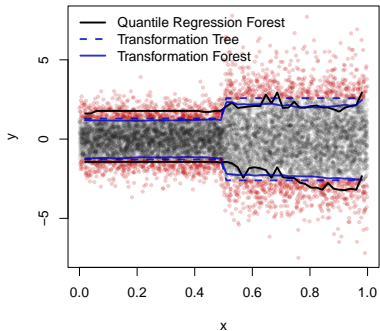 Quantile Regression Forest
Transformation Tree
Transformation Forest
5
0
−5
y
0.0 0.2 0.4 0.6 0.8 1.0
x